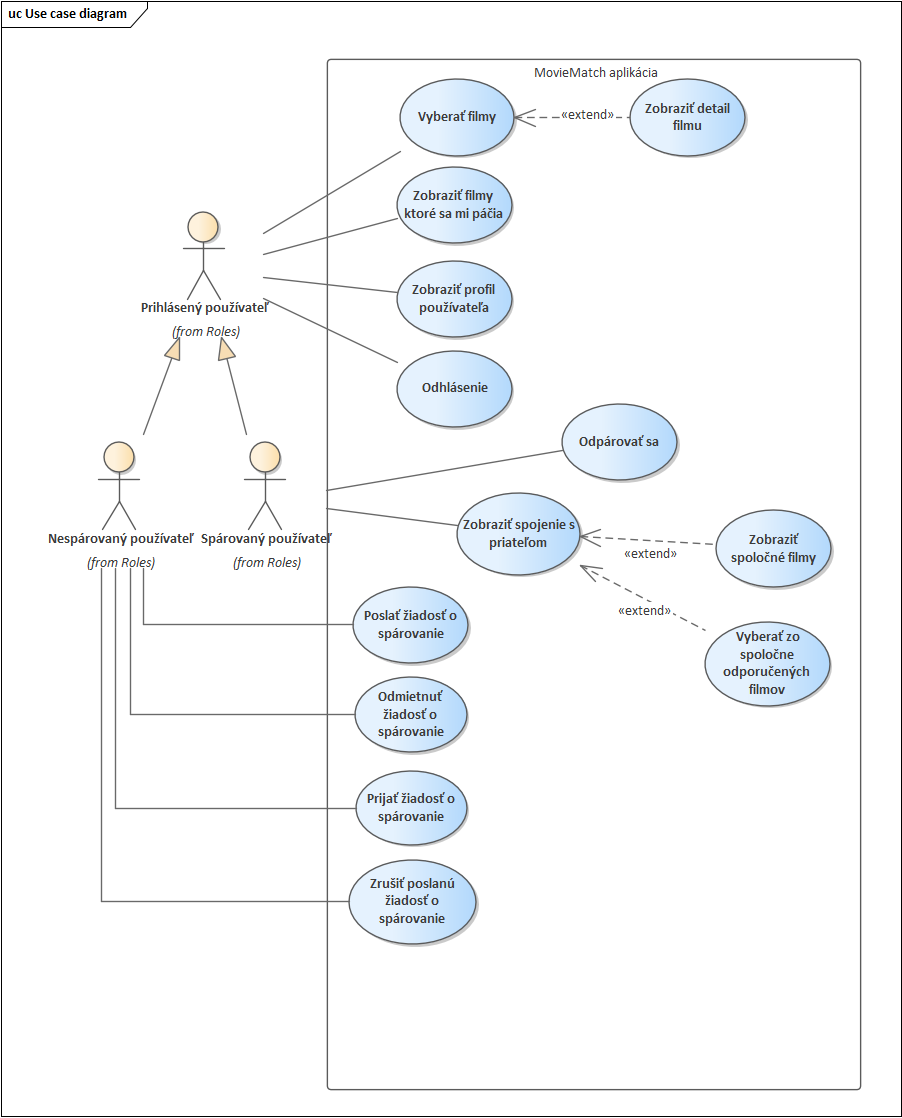 uc Use case diagram
MovieMatch aplikácia
Vyberať filmy
«extend»
Zobraziť detail
filmu
Zobraziť filmy
ktoré sa mi páčia
Prihlásený používateľ
(from Roles)
Zobraziť profil
používateľa
Odhlásenie
Odpárovať sa
Nespárovaný používateľ
(from Roles)
Spárovaný používateľ
(from Roles)
Zobraziť spojenie s
priateľom
«extend»
Zobraziť
spoločné filmy
«extend»
Vyberať zo
spoločne
odporučených
filmov
Poslať žiadosť o
spárovanie
Odmietnuť
žiadosť o
spárovanie
Prijať žiadosť o
spárovanie
Zrušiť poslanú
žiadosť o
spárovanie